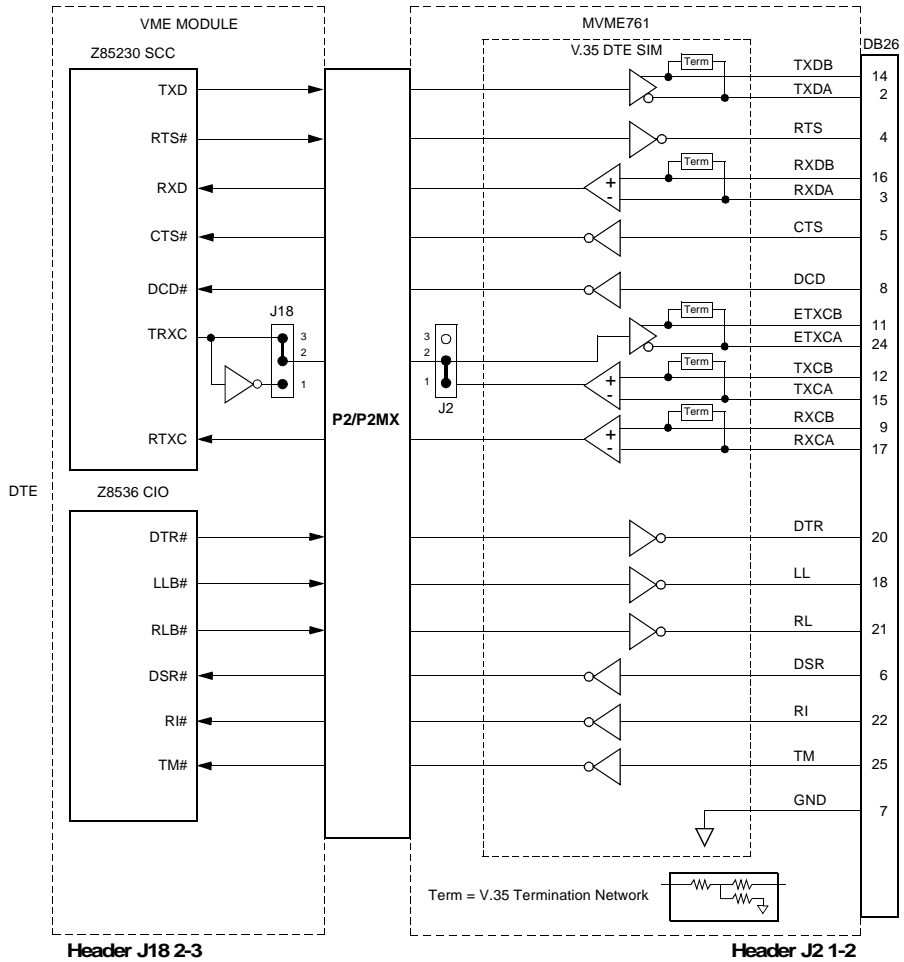 VME MODULE
MVME761
Z85230 SCC
V.35 DTE SIM
DB26
TXD
Term
TXDB
14
TXDA
2
RTS#
RTS
4
Term
RXDB
16
RXD
+
-
RXDA
3
CTS#
CTS
5
DCD#
DCD
8
J18
TRXC
3
2
1
3
2
1
J2
Term
ETXCB
11
ETXCA
24
Term
TXCB
12
+
-
TXCA
15
P2/P2MX
Term
RXCB
9
RTXC
+
-
RXCA
17
DTE
Z8536 CIO
DTR#
DTR
20
LLB#
LL
18
RLB#
RL
21
DSR#
DSR
6
RI#
RI
22
TM#
TM
25
GND
7
Term = V.35 Termination Network
Header J18 2-3
Header J2 1-2